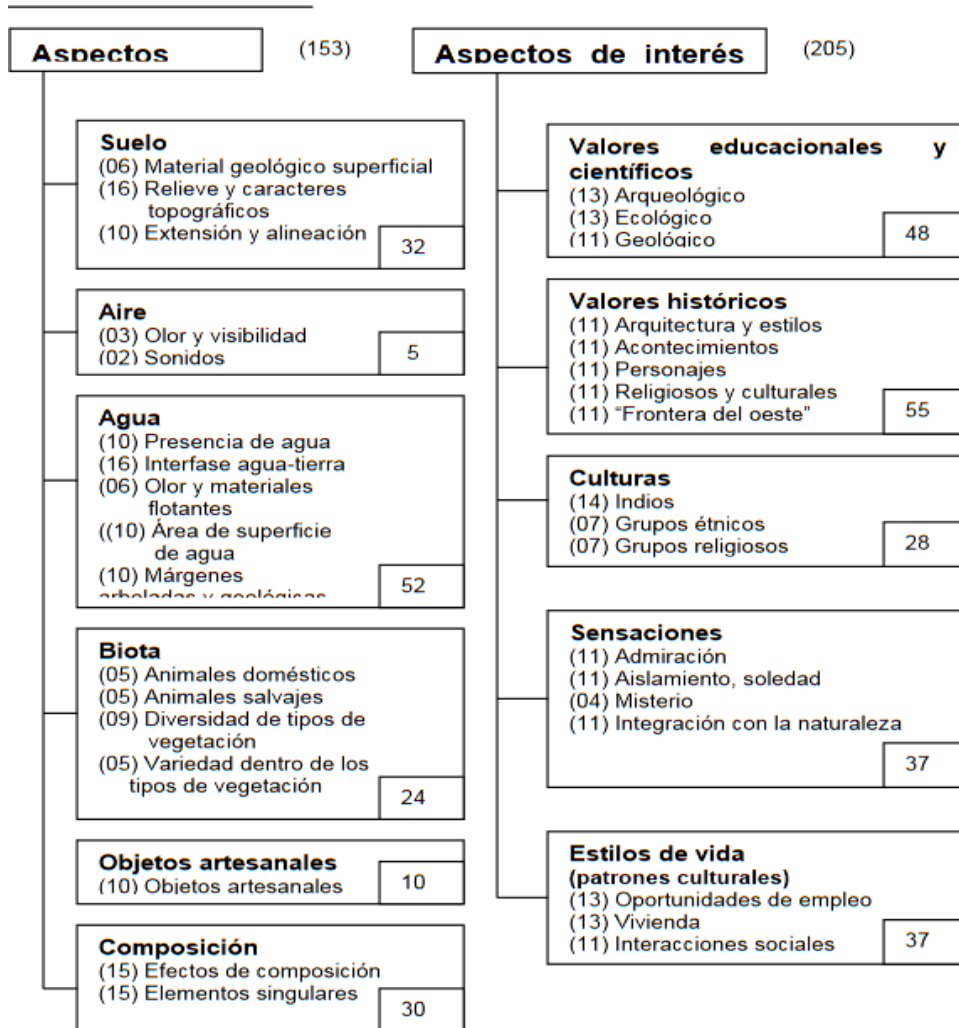 Aspectos
(153)
Suelo
(06) Material geológico superficial
(16) Relieve y caracteres
topográficos
(10) Extensión y alineación
32
Aire
(03) Olor y visibilidad
(02) Sonidos
5
Agua
(10) Presencia de agua
(16) Interfase agua-tierra
(06) Olor y materiales
flotantes
((10) Área de superficie
de agua
(10) Márgenes
arboladas y geológicas
52
Biota
(05) Animales domésticos
(05) Animales salvajes
(09) Diversidad de tipos de
vegetación
(05) Variedad dentro de los
tipos de vegetación
24
Objetos artesanales
(10) Objetos artesanales
10
Composición
(15) Efectos de composición
(15) Elementos singulares
30
Aspectos de interés
(205)
Valores educacionales y
científicos
(13) Arqueológico
(13) Ecológico
(11) Geológico
48
Valores históricos
(11) Arquitectura y estilos
(11) Acontecimientos
(11) Personajes
(11) Religiosos y culturales
(11) “Frontera del oeste”
55
Culturas
(14) Indios
(07) Grupos étnicos
(07) Grupos religiosos
28
Sensaciones
(11) Admiración
(11) Aislamiento, soledad
(04) Misterio
(11) Integración con la naturaleza
37
Estilos de vida
(patrones culturales)
(13) Oportunidades de empleo
(13) Vivienda
(11) Interacciones sociales
37